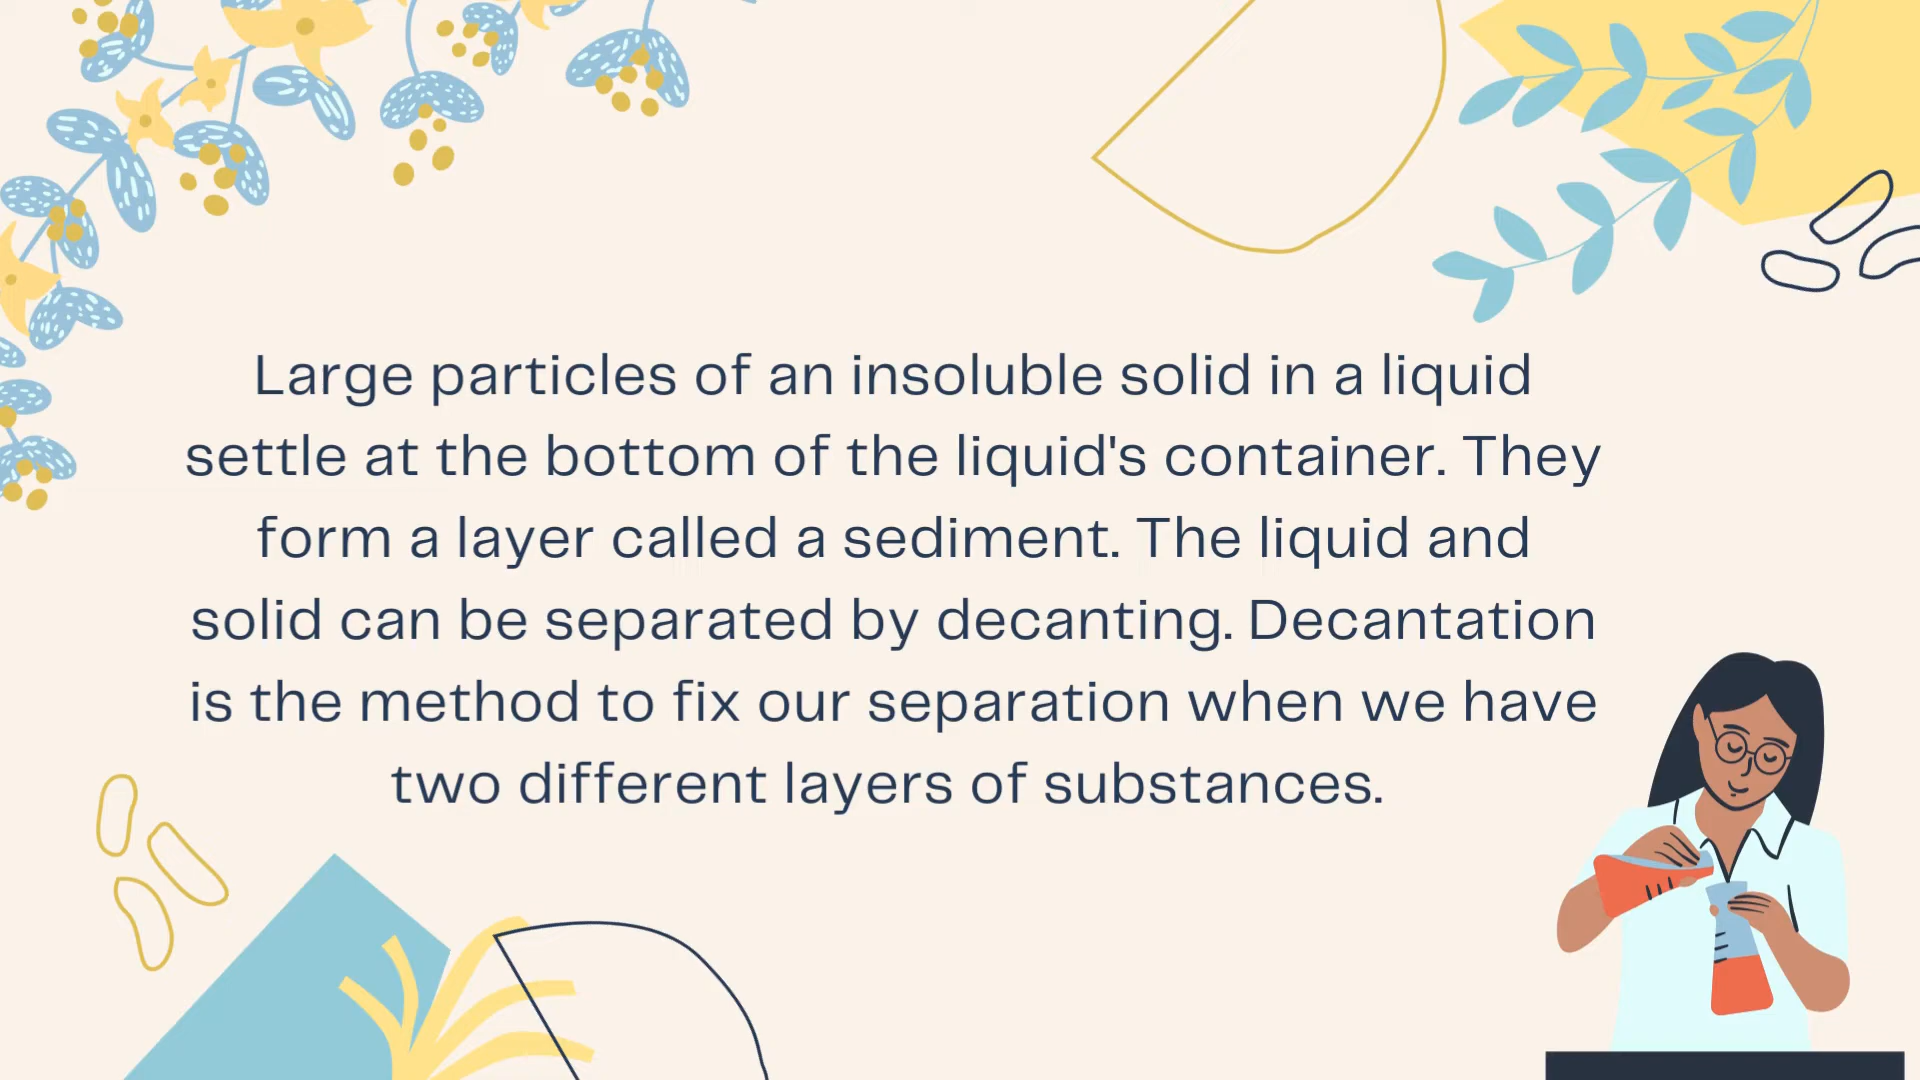 Large particles of an insoluble solid in a liquid
settle at the bottom of the liquid's container. They
form a layer called a sediment. The liquid and
solid can be separated by decanting. Decantation
is the method to fix our separation when we have
two different layers of substances.